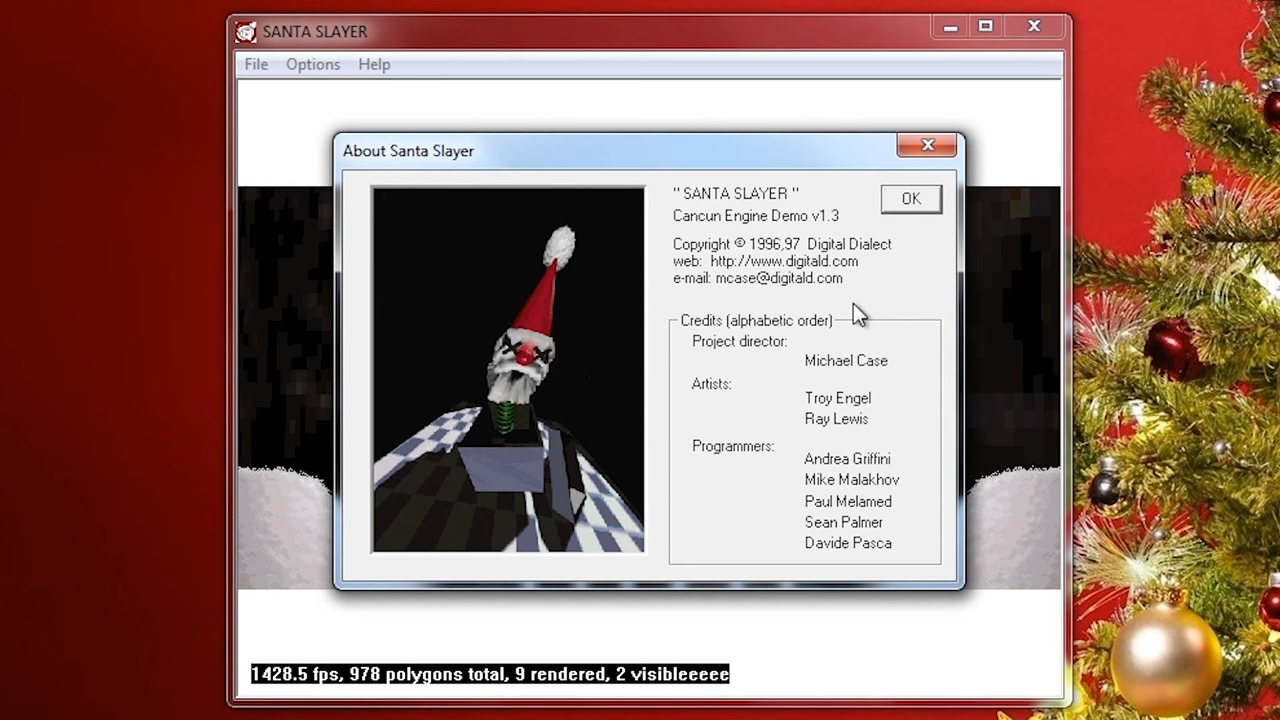 SANTA SLAYER
File Options Help
About Santa Slayer
" SANTA SLAYER "
OK
Cancun Engine Demo v1.3
Copyright © 1996,97 Digital Dialect
web: http://www.digitald.com
e-mail: mcase@digitald.com
Credits (alphabetic order)
Project director:
Michael Case
Artists:
Troy Engel
Ray Lewis
Programmers:
Andrea Griffini
Mike Malakhov
Paul Melamed
Sean Palmer
Davide Pasca
1428.5 fps, 978 polygons total, 9 rendered, 2 visibleeeee